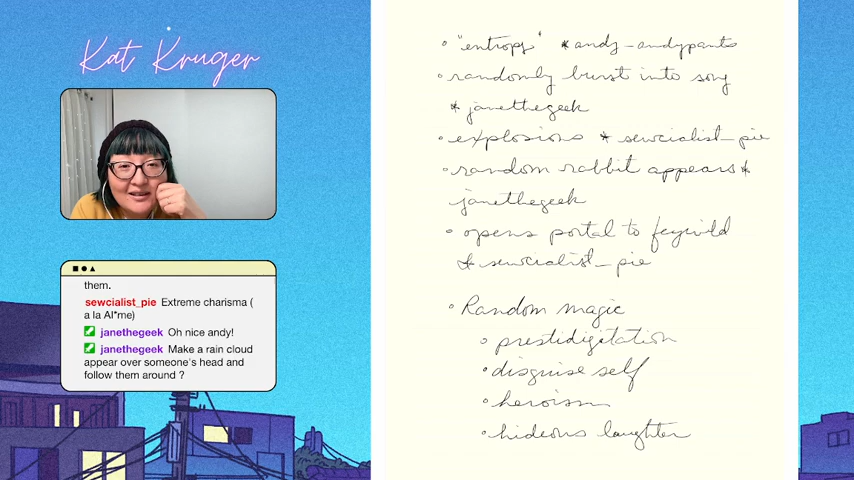 Kat Kruger
them.
sewcialist_pie Extreme charisma (
a la Al*me)
janethegeek Oh nice andy!
janethegeek Make a rain cloud
appear over someone's head and
follow them around ?
• "entropy" * andy-andypants
• randomly burst into song
* janethegeek
• explosions * sewcialist_pie
• random rabbit appears *
janethegeek
• opens portal to feywild
* sewcialist_pie
• Random magic
• prestidigitation
• disguise self
• heroism
• hideous laughter